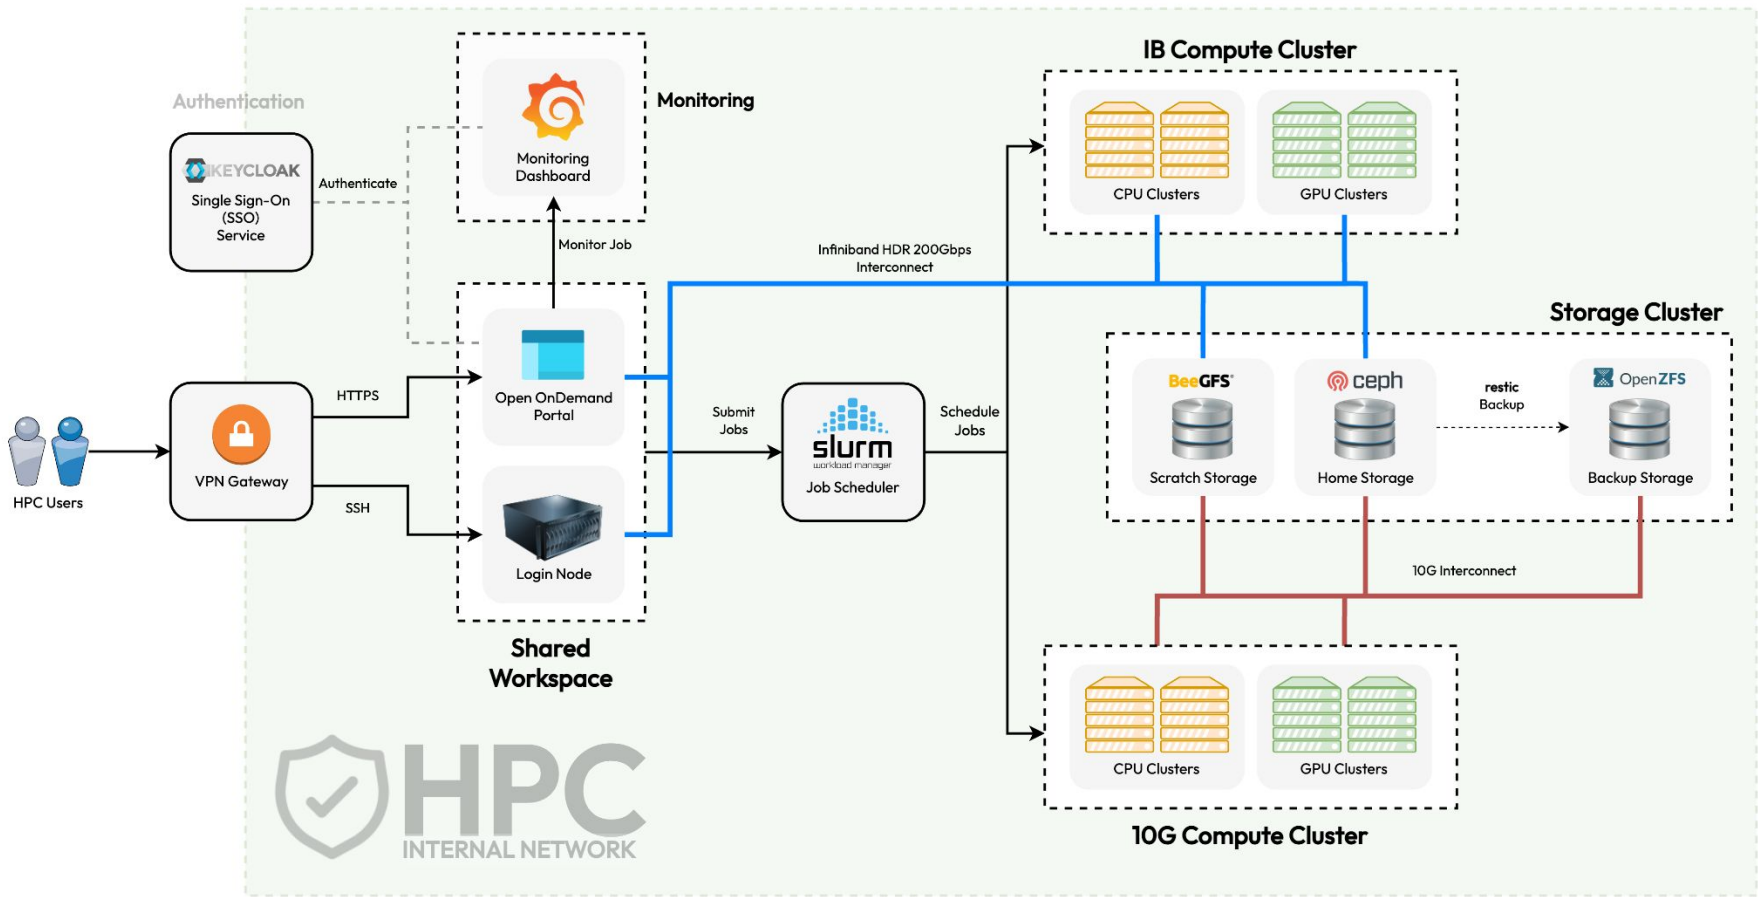 IB Compute Cluster
CPU Clusters
GPU Clusters
Monitoring
Monitoring
Dashboard
Authentication
KEYCLOAK
Single Sign-On
(SSO)
Service
Authenticate
Monitor Job
Infiniband HDR 200Gbps
Interconnect
Storage Cluster
BeeGFS®
Scratch Storage
ceph
Home Storage
restic
Backup
OpenZFS
Backup Storage
HPC Users
VPN Gateway
HTTPS
SSH
Open OnDemand
Portal
Login Node
Shared
Workspace
Submit
Jobs
slurm
workload manager
Job Scheduler
Schedule
Jobs
10G Interconnect
CPU Clusters
GPU Clusters
10G Compute Cluster
HPC
INTERNAL NETWORK